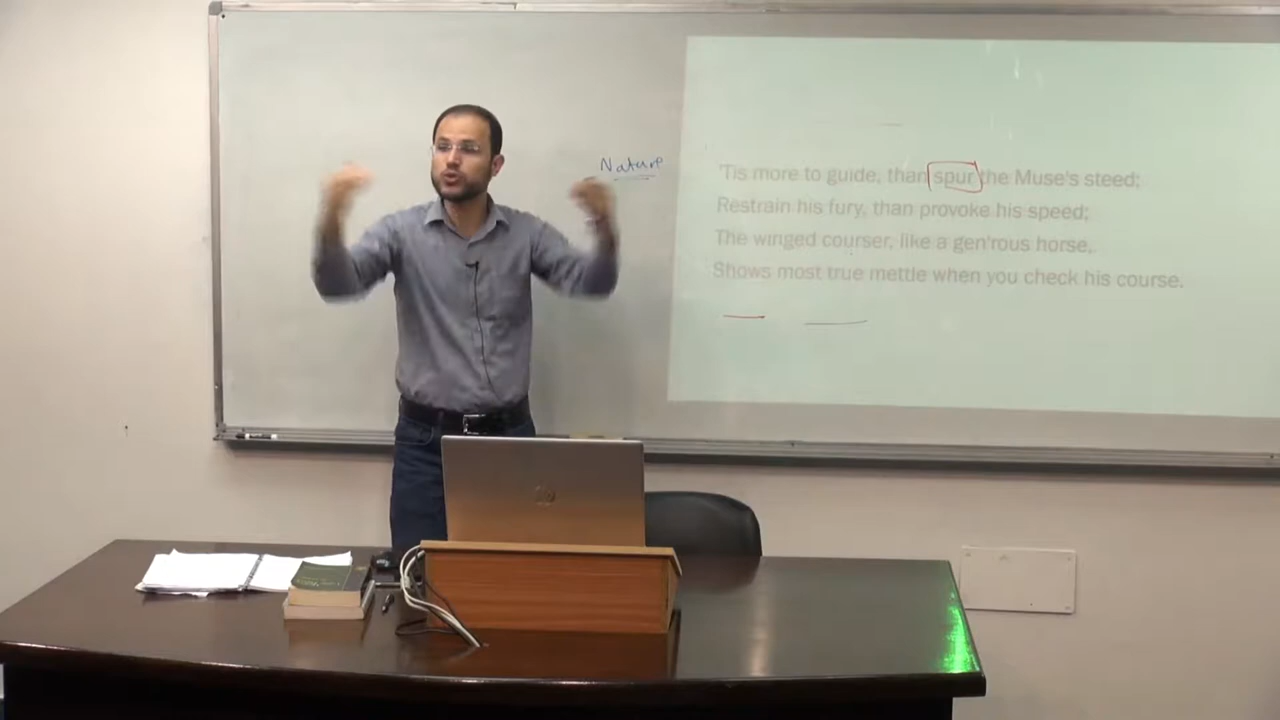 Nature
'Tis more to guide, than spur the Muse's steed;
Restrain his fury, than provoke his speed;
The winged courser, like a gen'rous horse,
Shows most true mettle when you check his course.